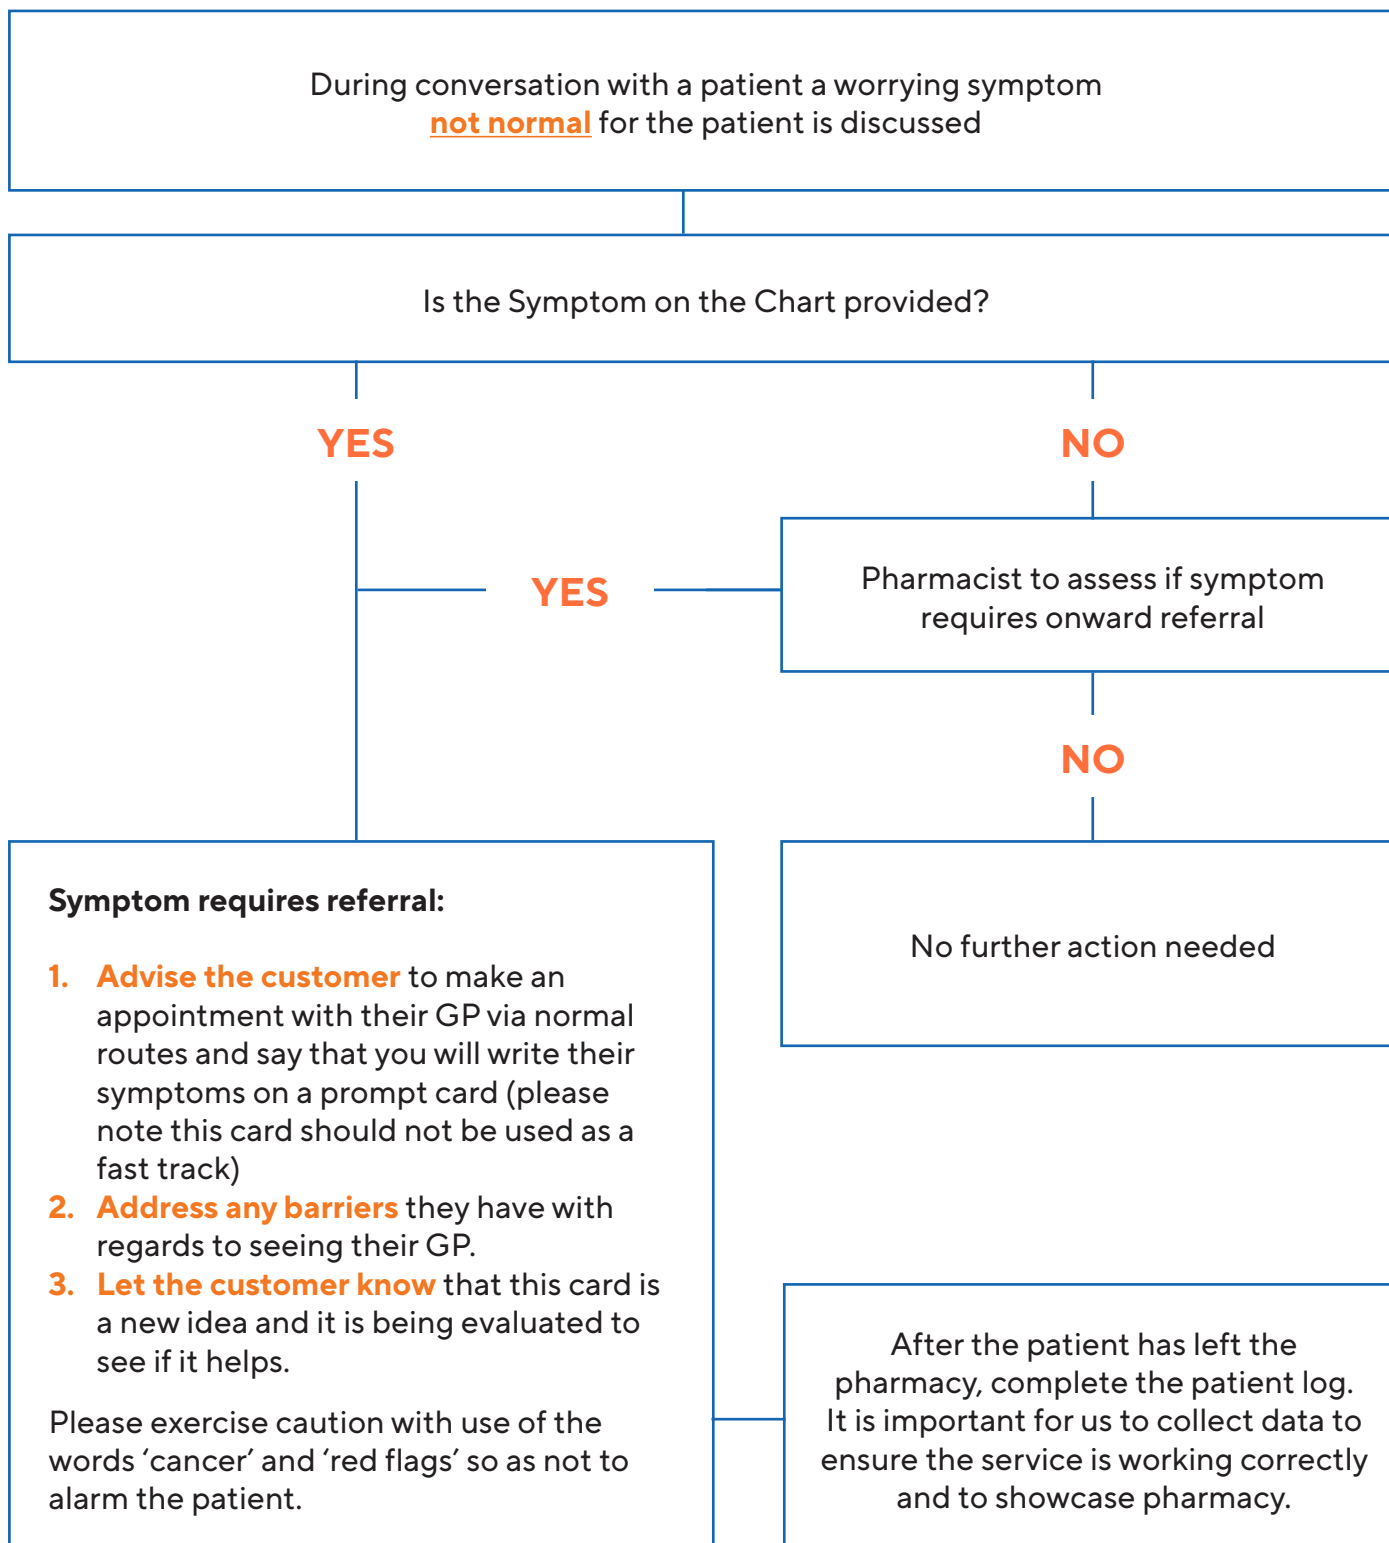 During conversation with a patient a worrying symptom
not normal for the patient is discussed
Is the Symptom on the Chart provided?
YES
NO
YES
Pharmacist to assess if symptom
requires onward referral
NO
Symptom requires referral:
1. Advise the customer to make an
appointment with their GP via normal
routes and say that you will write their
symptoms on a prompt card (please
note this card should not be used as a
fast track)
2. Address any barriers they have with
regards to seeing their GP.
3. Let the customer know that this card is
a new idea and it is being evaluated to
see if it helps.
Please exercise caution with use of the
words ‘cancer’ and ‘red flags’ so as not to
alarm the patient.
No further action needed
After the patient has left the
pharmacy, complete the patient log.
It is important for us to collect data to
ensure the service is working correctly
and to showcase pharmacy.